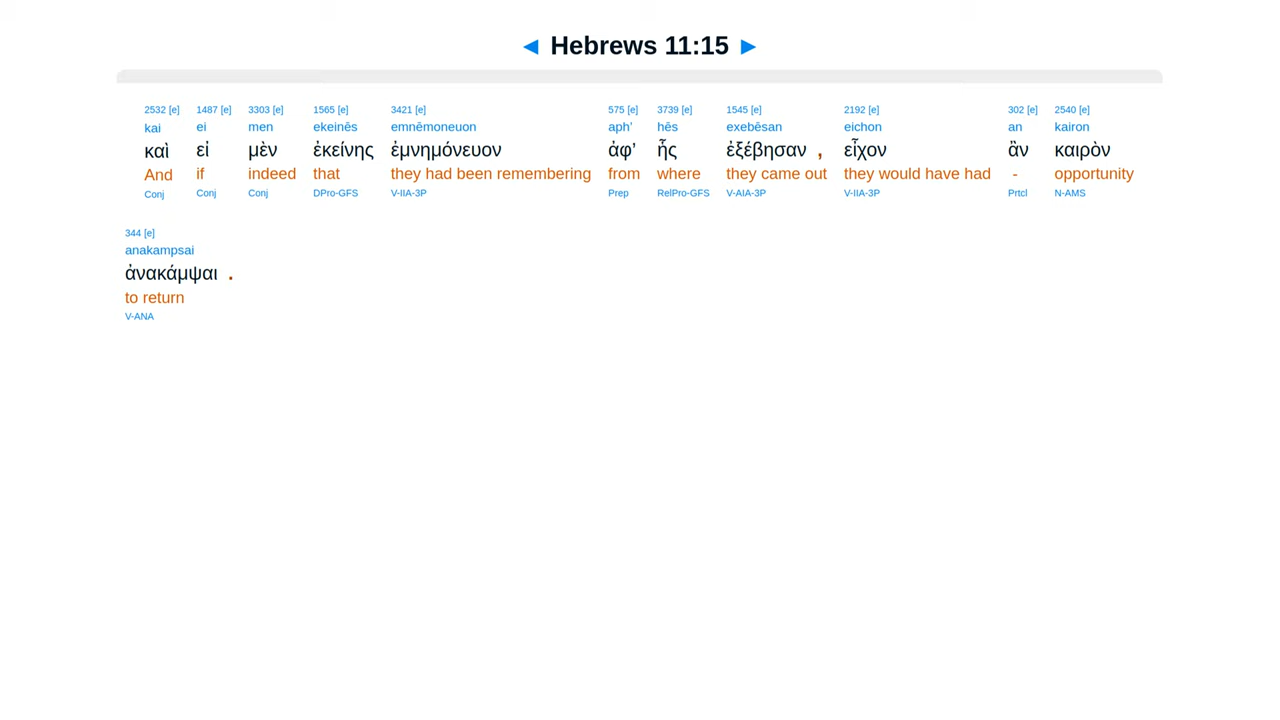 ◄ Hebrews 11:15 ►
2532 [e] 1487 [e] 3303 [e] 1565 [e] 3421 [e] 575 [e] 3739 [e] 1545 [e] 2192 [e] 302 [e] 2540 [e]
kai ei men ekeinēs emnēmoneuon aph’ hēs exebēsan eichon an kairon
καὶ εἰ μὲν ἐκείνης ἐμνημόνευον ἀφ’ ἧς ἐξέβησαν , εἶχον ἂν καιρὸν
And if indeed that they had been remembering from where they came out they would have had - opportunity
Conj Conj Conj DPro-GFS V-IIA-3P Prep RelPro-GFS V-AIA-3P V-IIA-3P Prtcl N-AMS
344 [e]
anakampsai
ἀνακάμψαι .
to return
V-ANA